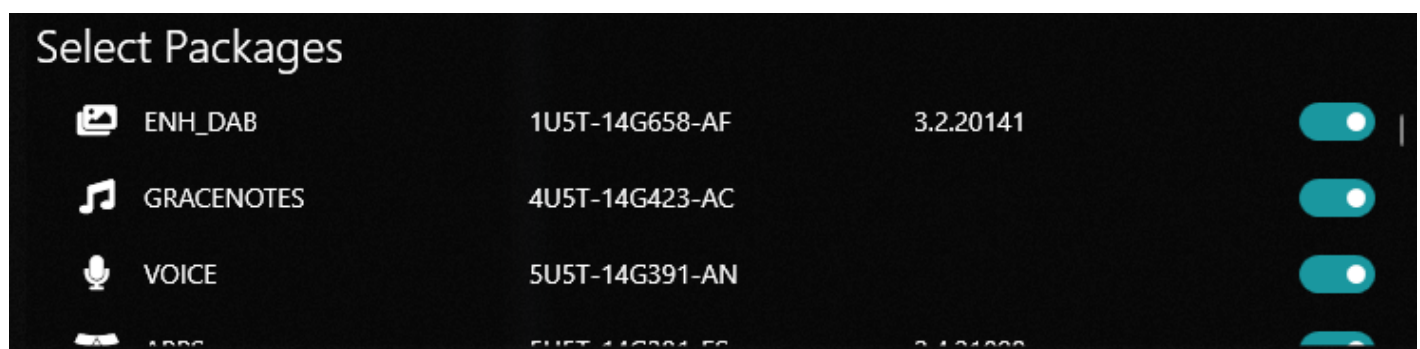 Select Packages
ENH_DAB 1U5T-14G658-AF 3.2.20141
GRACENOTES 4U5T-14G423-AC
VOICE 5U5T-14G391-AN